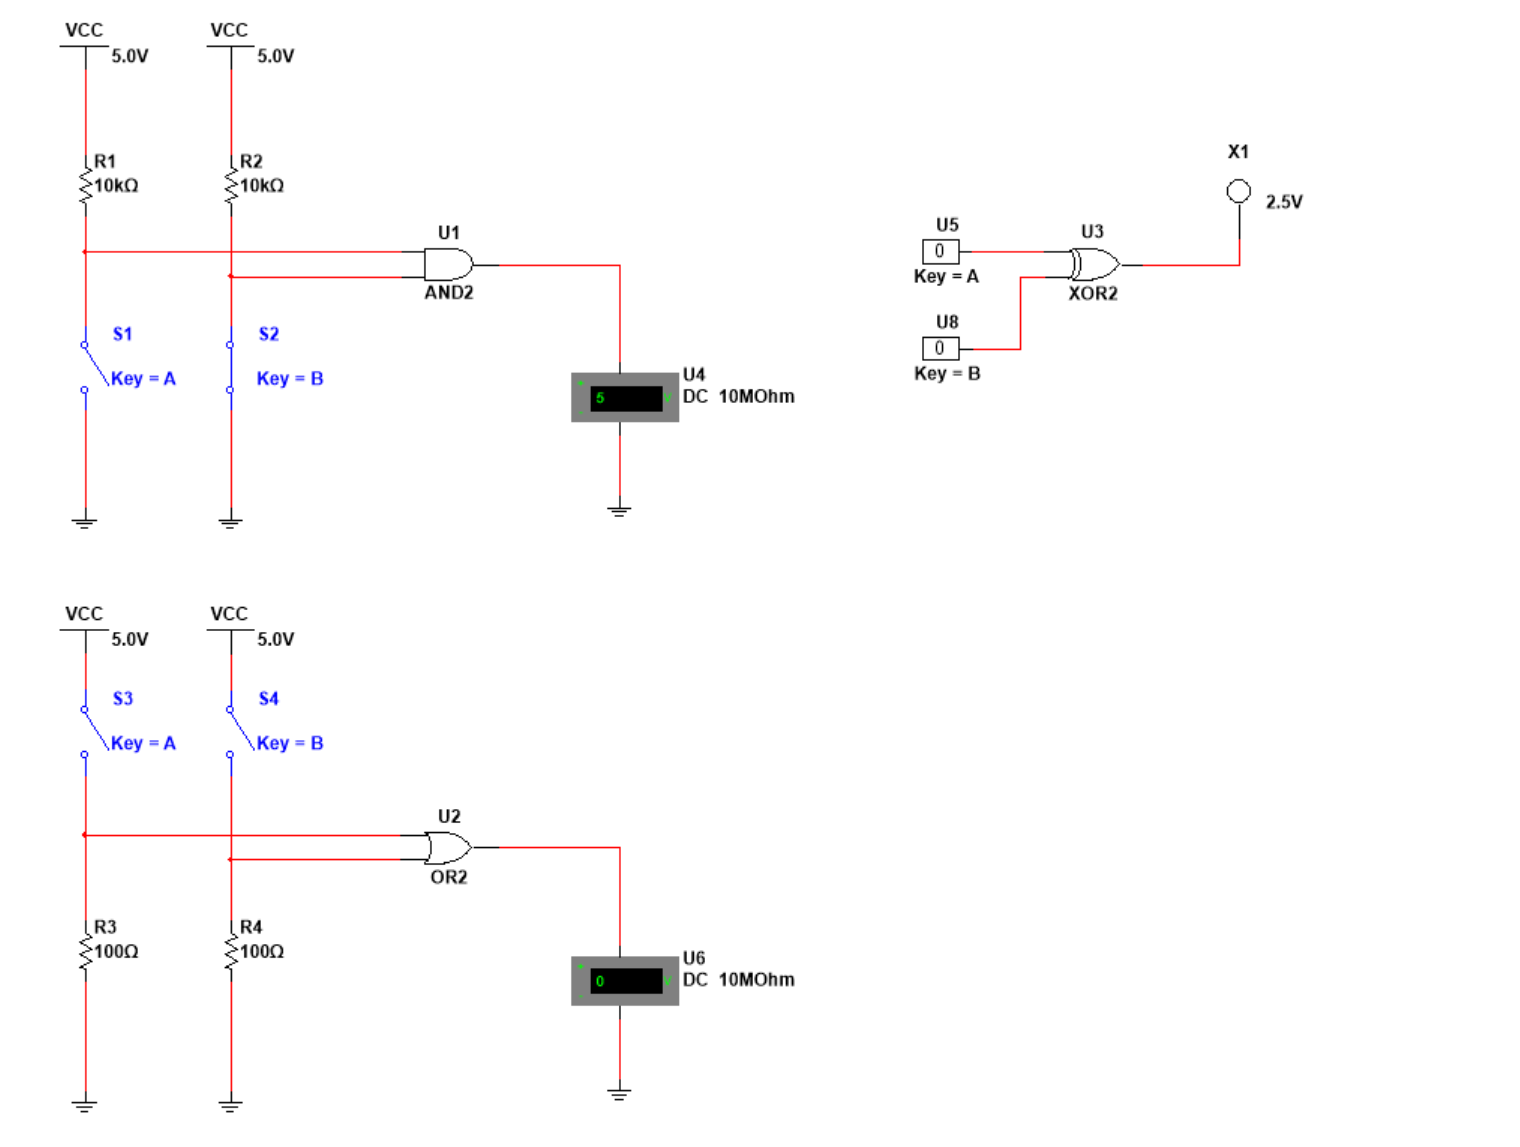 VCC
5.0V
VCC
5.0V
R1
10kΩ
R2
10kΩ
U1
AND2
S1
Key = A
S2
Key = B
5 V
U4
DC 10MOhm
X1
2.5V
U5
0
Key = A
U3
XOR2
U8
0
Key = B
VCC
5.0V
VCC
5.0V
S3
Key = A
S4
Key = B
U2
OR2
R3
100Ω
R4
100Ω
0 V
U6
DC 10MOhm